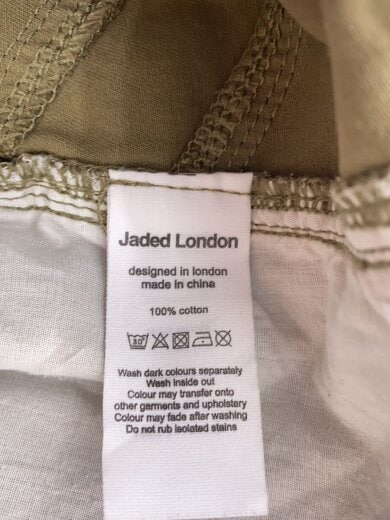 Jaded London
designed in london
made in china
100% cotton
30°
Wash dark colours separately
Wash inside out
Colour may transfer onto
other garments and upholstery
Colour may fade after washing
Do not rub isolated stains